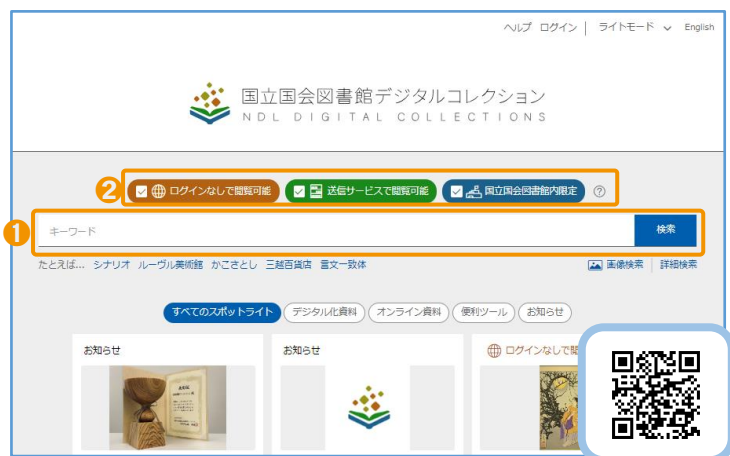 ヘルプ ログイン | ライトモード English
国立国会図書館デジタルコレクション
NDL DIGITAL COLLECTIONS
2 ログインなしで閲覧可能 送信サービスで閲覧可能 国立国会図書館内限定 ?
1 キーワード 検索
たとえば... シナリオ ルーヴル美術館 かこさとし 三越百貨店 言文一致体 画像検索 詳細検索
すべてのスポットライト デジタル化資料 オンライン資料 便利ツール お知らせ
お知らせ お知らせ ログインなしで閲